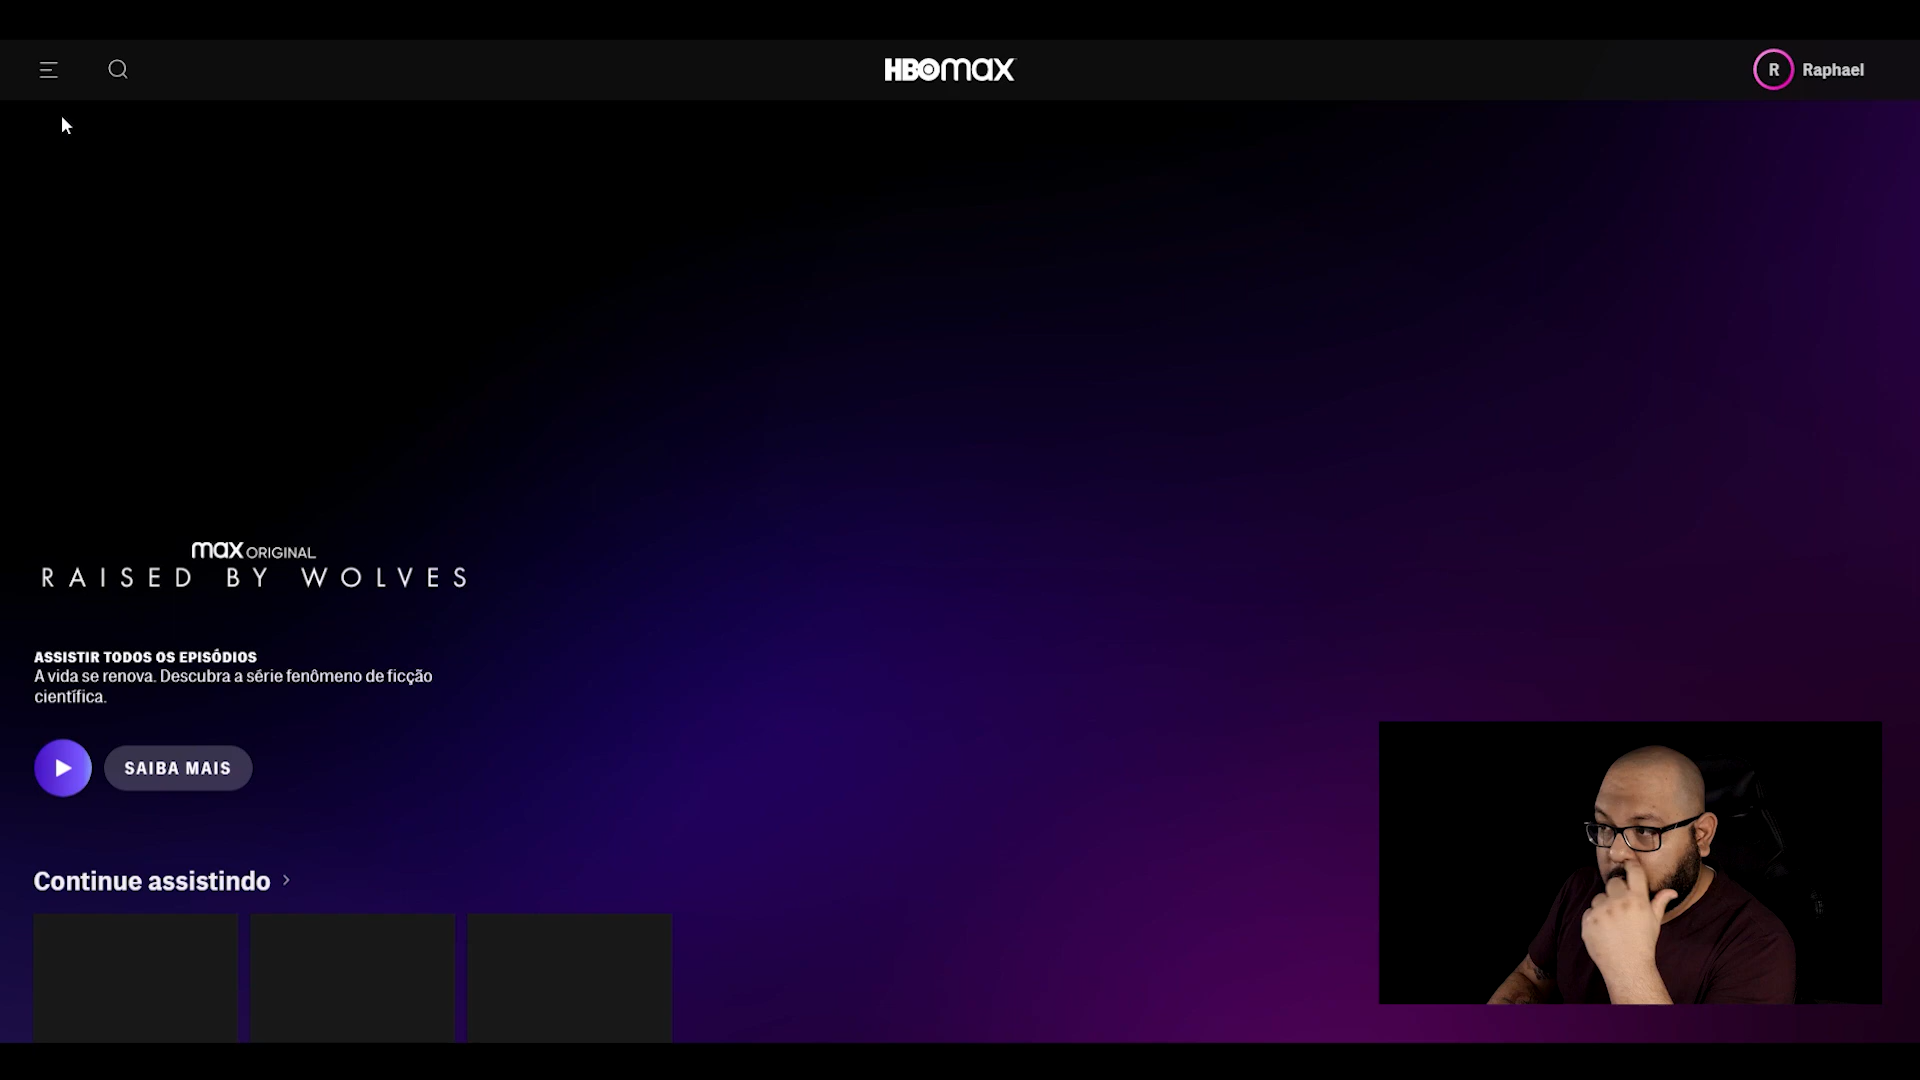 HBOmax
R Raphael
max ORIGINAL
RAISED BY WOLVES
ASSISTIR TODOS OS EPISÓDIOS
A vida se renova. Descubra a série fenômeno de ficção
científica.
SAIBA MAIS
Continue assistindo